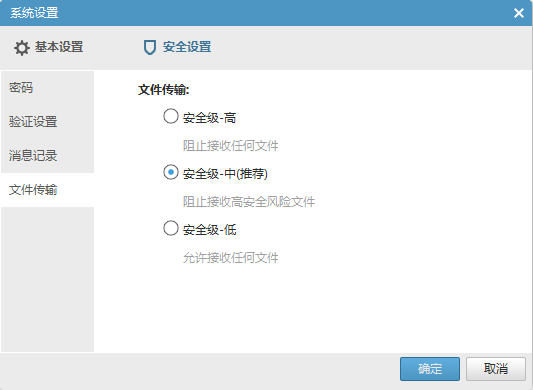 系统设置
基本设置
安全设置
密码
验证设置
消息记录
文件传输
文件传输:
安全级-高
阻止接收任何文件
安全级-中(推荐)
阻止接收高安全风险文件
安全级-低
允许接收任何文件
确定
取消